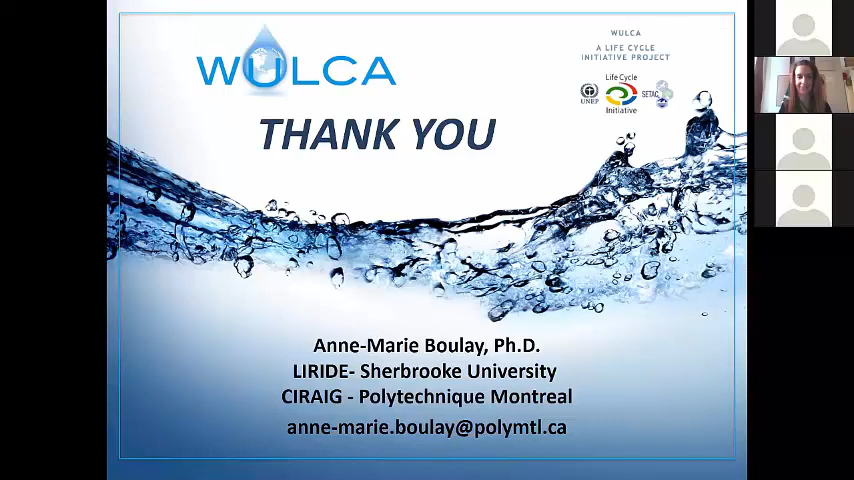 WULCA
WULCA
A LIFE CYCLE
INITIATIVE PROJECT
Life Cycle
UNEP
SETAC
Initiative
THANK YOU
Anne-Marie Boulay, Ph.D.
LIRIDE- Sherbrooke University
CIRAIG - Polytechnique Montreal
anne-marie.boulay@polymtl.ca